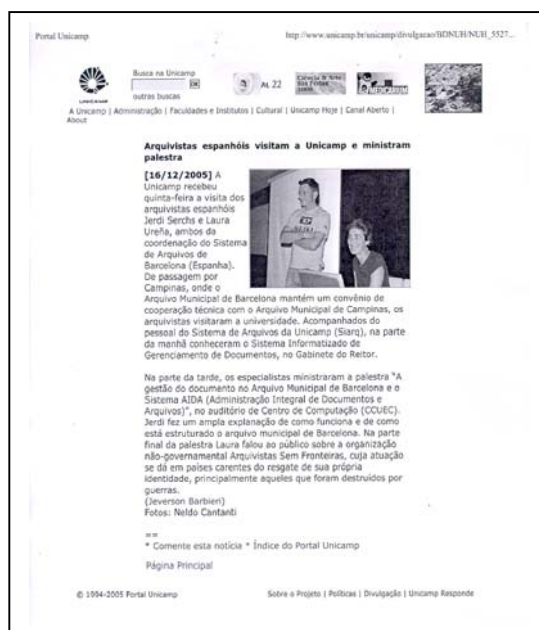 Portal Unicamp
http://www.unicamp.br/unicamp/divulgacao/BDNUH/NUH_5527...
Busca na Unicamp
OK
outras buscas
AL 22
Ciência & Arte
nas Férias
UNICAMP
A Unicamp | Administração | Faculdades e Institutos | Cultural | Unicamp Hoje | Canal Aberto |
About
Arquivistas espanhóis visitam a Unicamp e ministram
palestra
[16/12/2005] A
Unicamp recebeu
quinta-feira a visita dos
arquivistas espanhóis
Jerdi Serchs e Laura
Ureña, ambos da
coordenação do Sistema
de Arquivos de
Barcelona (Espanha).
De passagem por
Campinas, onde o
Arquivo Municipal de Barcelona mantém um convênio de
cooperação técnica com o Arquivo Municipal de Campinas, os
arquivistas visitaram a universidade. Acompanhados do
pessoal do Sistema de Arquivos da Unicamp (Siarq), na parte
da manhã conheceram o Sistema Informatizado de
Gerenciamento de Documentos, no Gabinete do Reitor.
Na parte da tarde, os especialistas ministraram a palestra "A
gestão do documento no Arquivo Municipal de Barcelona e o
Sistema AIDA (Administração Integral de Documentos e
Arquivos)", no auditório de Centro de Computação (CCUEC).
Jerdi fez um ampla explanação de como funciona e de como
está estruturado o arquivo municipal de Barcelona. Na parte
final da palestra Laura falou ao público sobre a organização
não-governamental Arquivistas Sem Fronteiras, cuja atuação
se dá em países carentes do resgate de sua própria
identidade, principalmente aqueles que foram destruídos por
guerras.
(Jeverson Barbieri)
Fotos: Neldo Cantanti
==
* Comente esta notícia * Índice do Portal Unicamp
Página Principal
© 1994-2005 Portal Unicamp
Sobre o Projeto | Políticas | Divulgação | Unicamp Responde